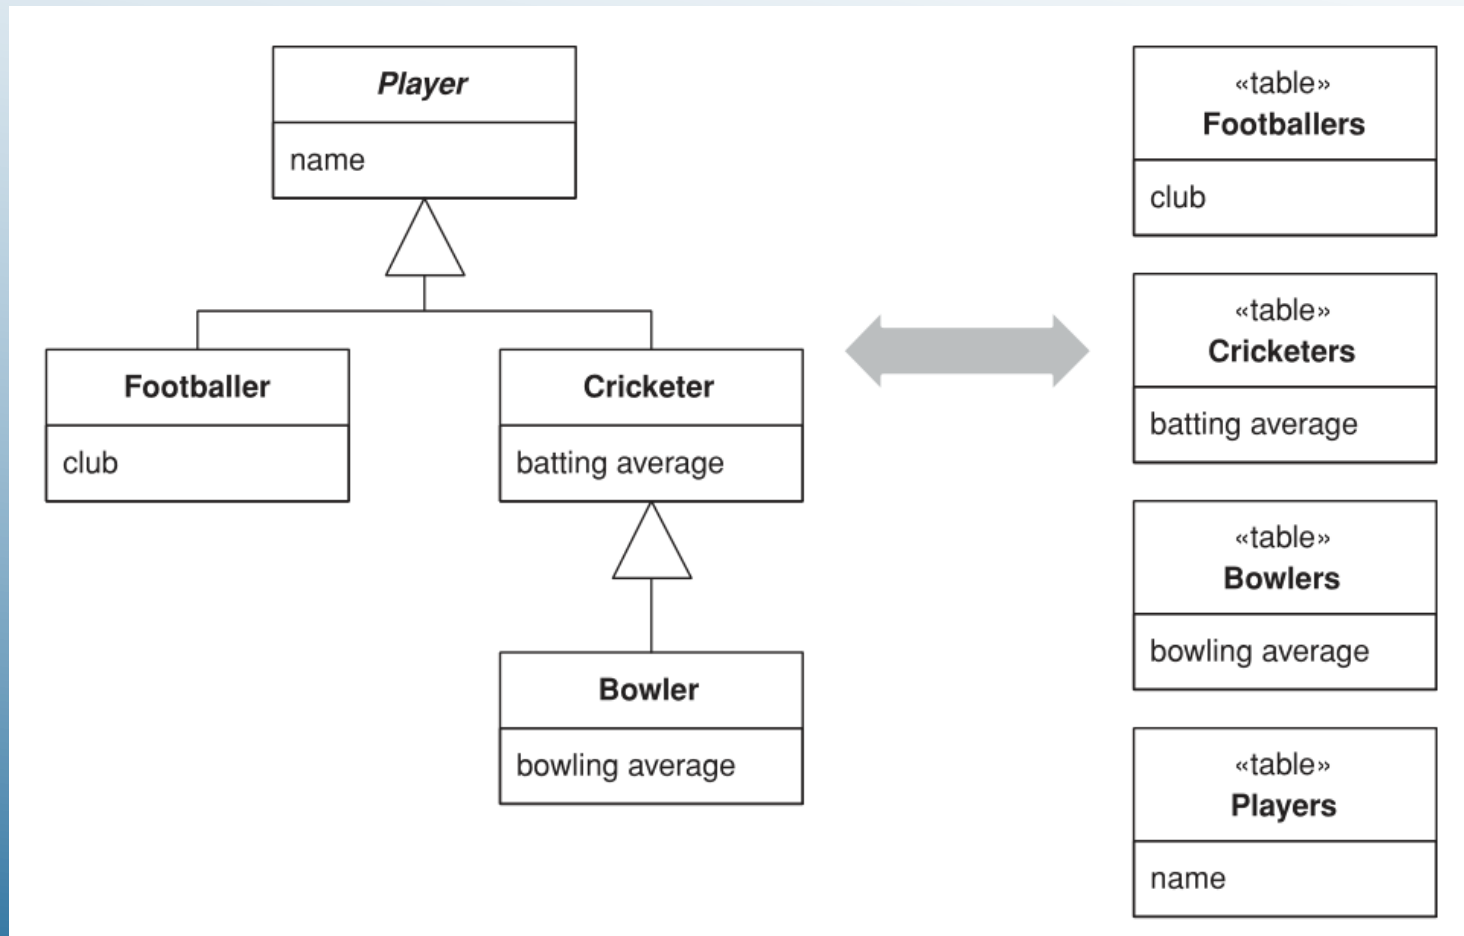 Player
name
Footballer
club
Cricketer
batting average
Bowler
bowling average
«table»
Footballers
club
«table»
Cricketers
batting average
«table»
Bowlers
bowling average
«table»
Players
name